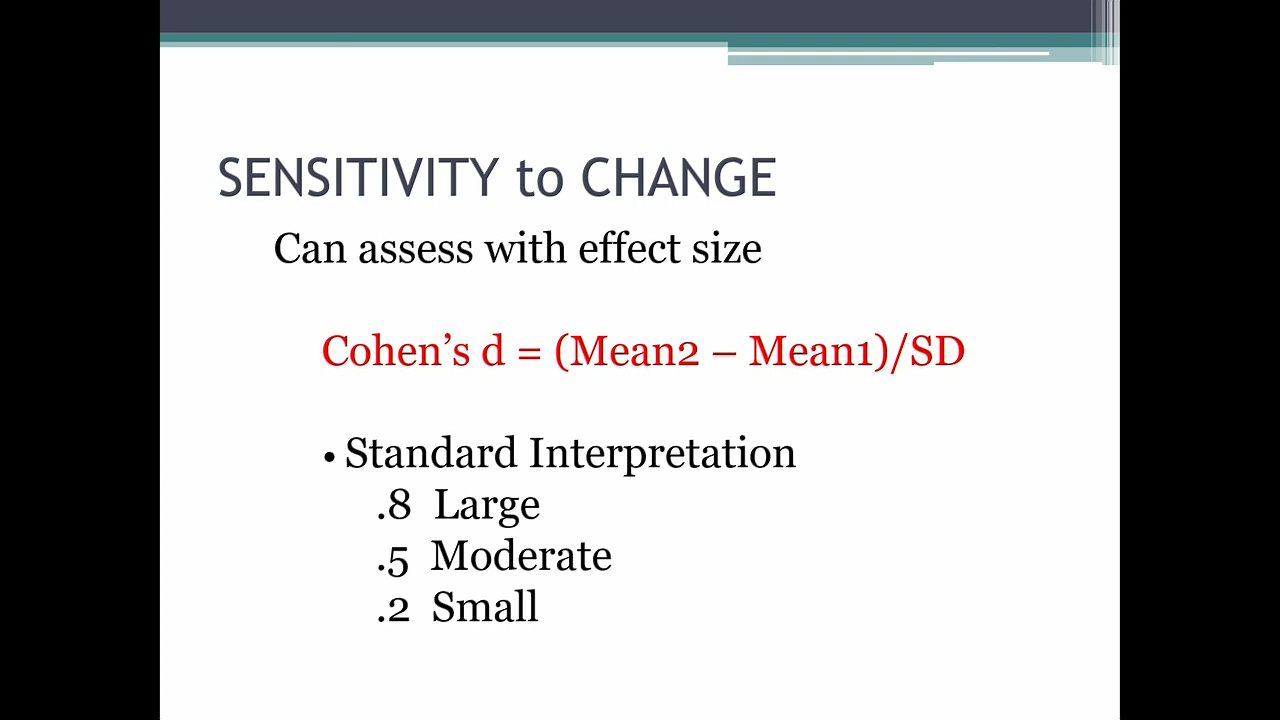 SENSITIVITY to CHANGE
Can assess with effect size
Cohen’s d = (Mean2 – Mean1)/SD
• Standard Interpretation
.8 Large
.5 Moderate
.2 Small